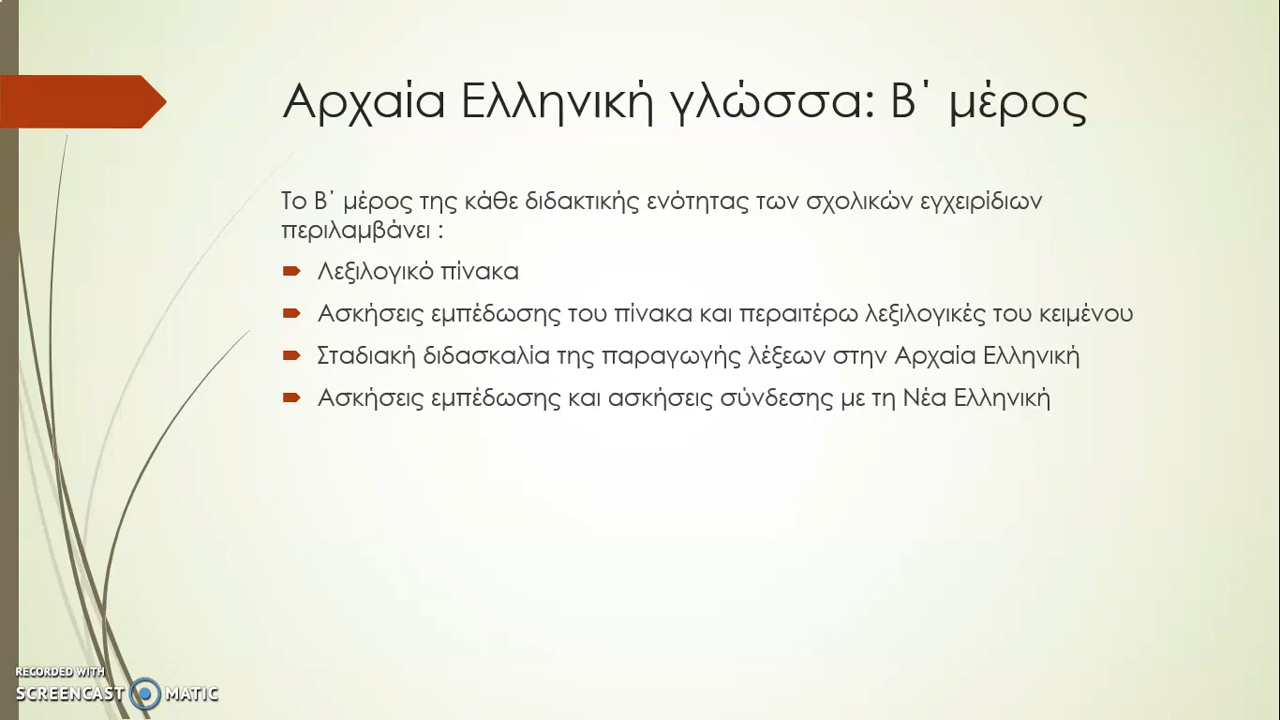 Αρχαία Ελληνική γλώσσα: Β΄ μέρος
Το Β΄ μέρος της κάθε διδακτικής ενότητας των σχολικών εγχειρίδιων
περιλαμβάνει :
Λεξιλογικό πίνακα
Ασκήσεις εμπέδωσης του πίνακα και περαιτέρω λεξιλογικές του κειμένου
Σταδιακή διδασκαλία της παραγωγής λέξεων στην Αρχαία Ελληνική
Ασκήσεις εμπέδωσης και ασκήσεις σύνδεσης με τη Νέα Ελληνική
RECORDED WITH
SCREENCAST MATIC